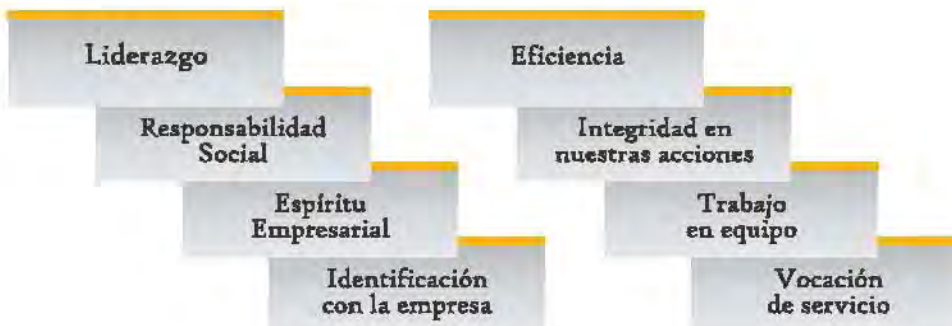 Liderazgo
Responsabilidad
Social
Espíritu
Empresarial
Identificación
con la empresa
Eficiencia
Integridad en
nuestras acciones
Trabajo
en equipo
Vocación
de servicio